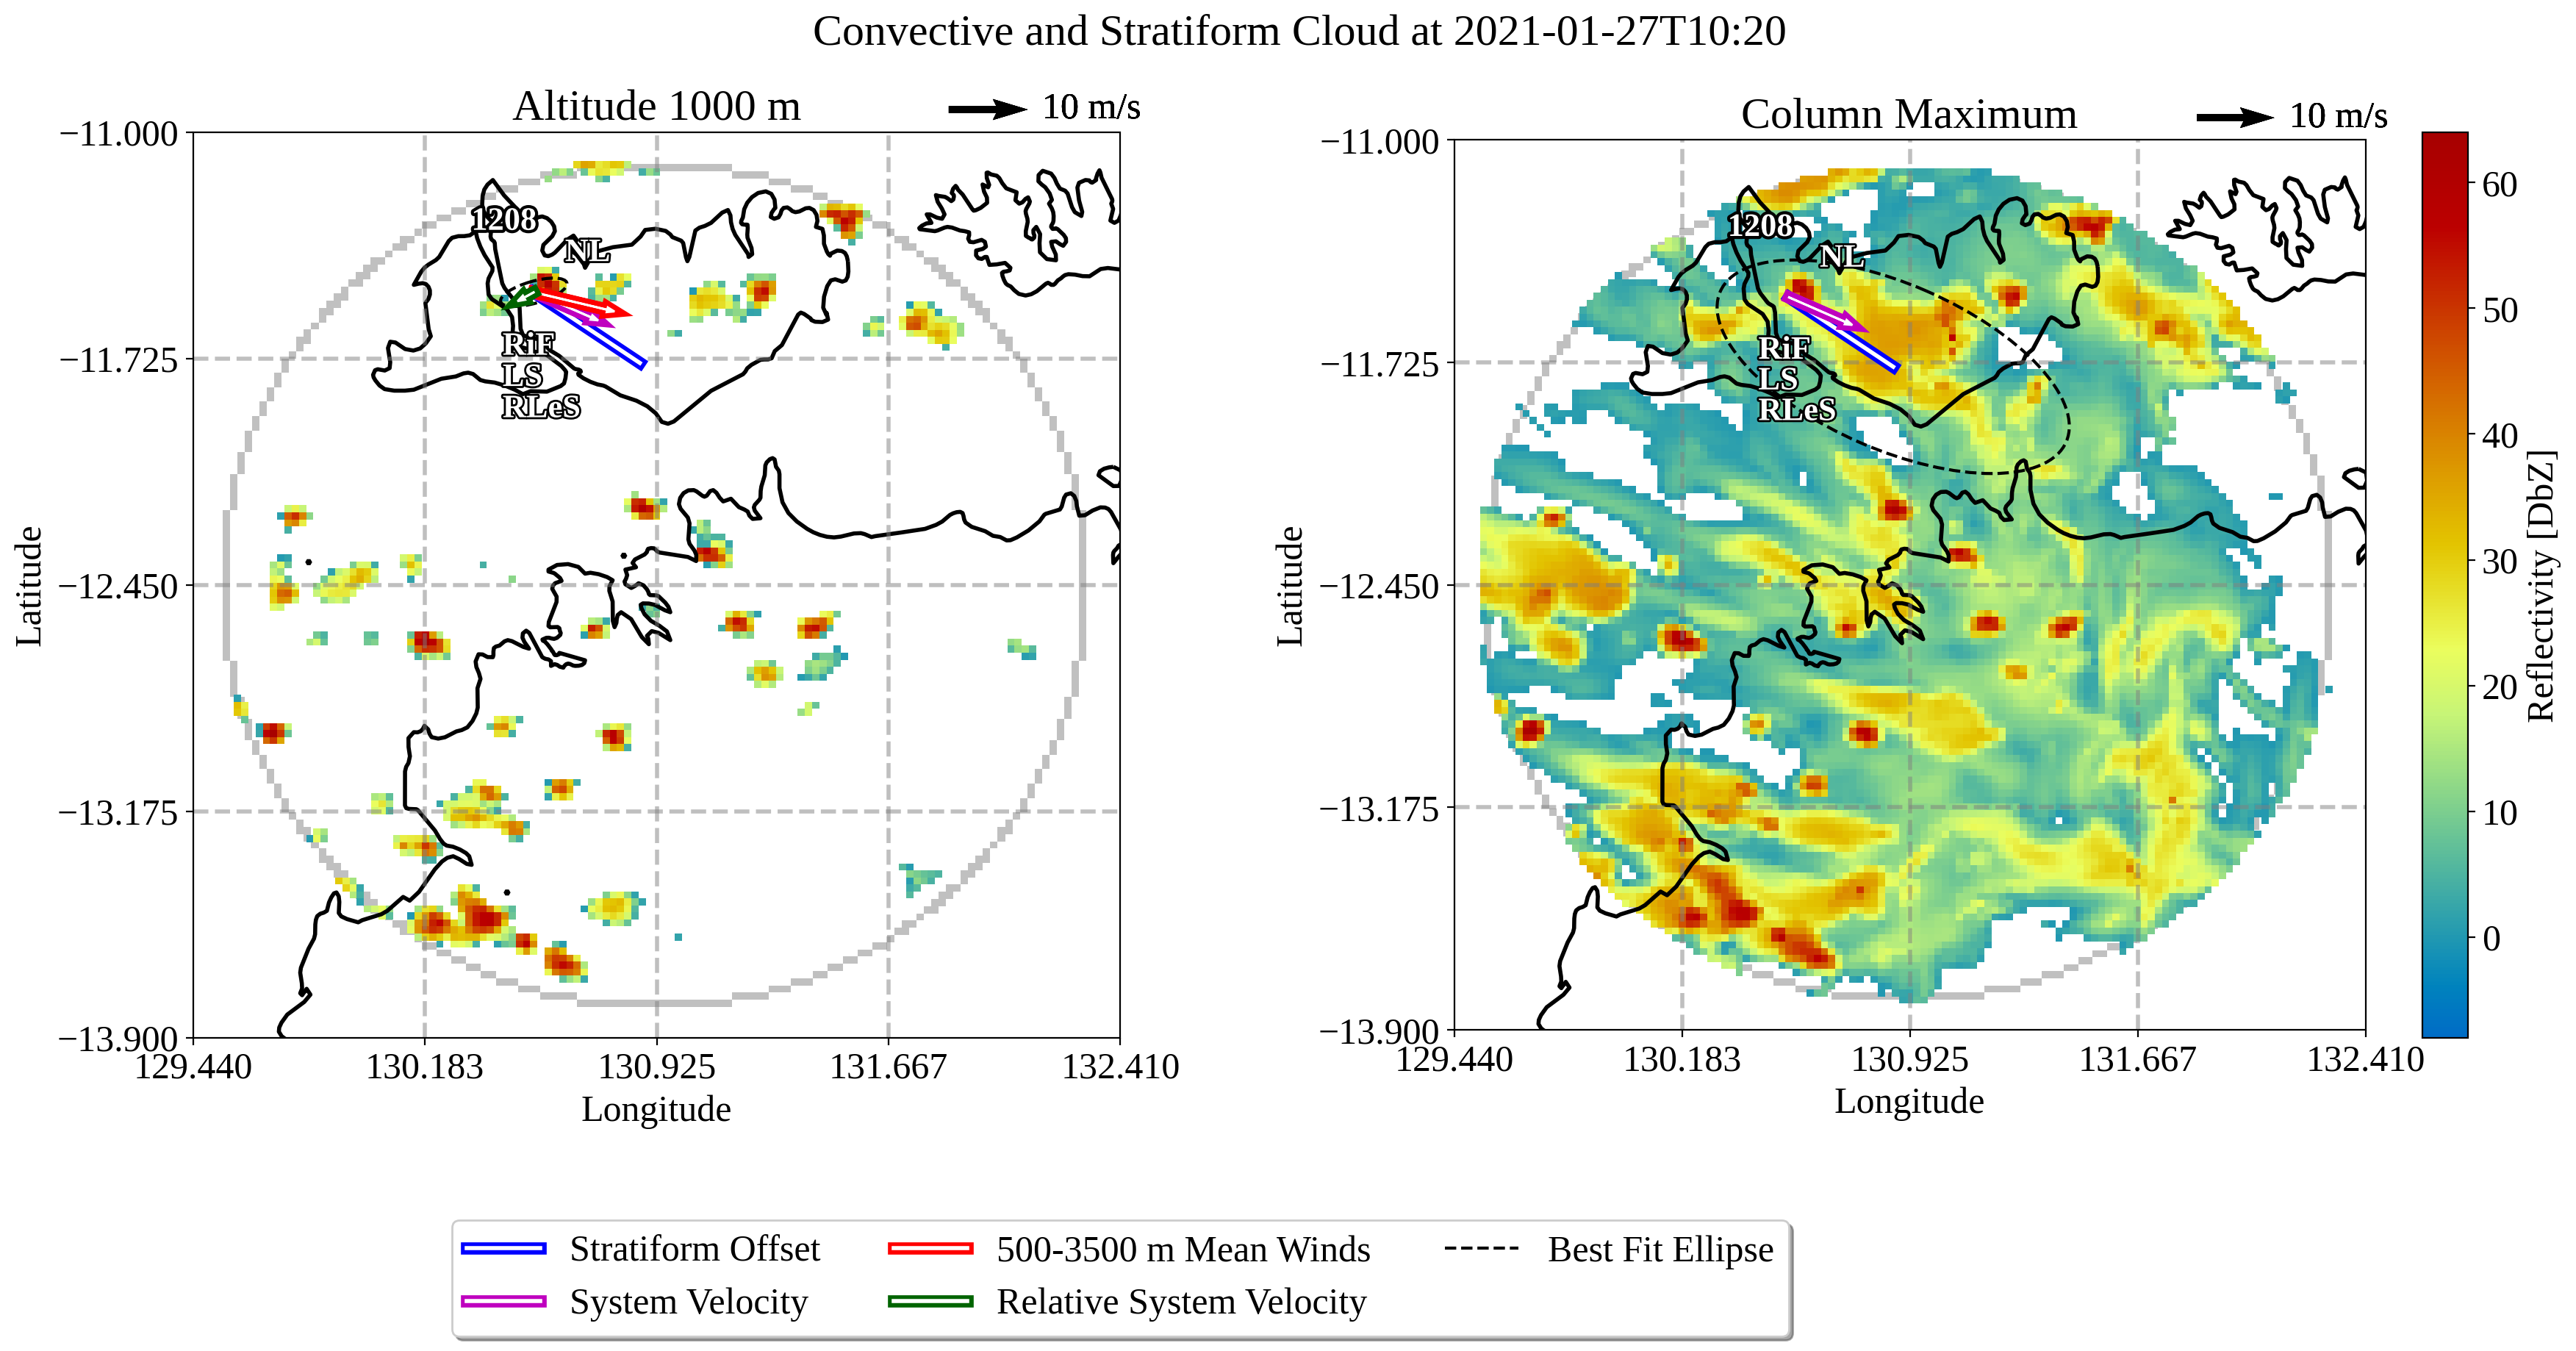 Convective and Stratiform Cloud at 2021-01-27T10:20
Altitude 1000 m
10 m/s
−11.000
−11.725
−12.450
−13.175
−13.900
Latitude
1208
NL
RiF
LS
RLeS
129.440
130.183
130.925
131.667
132.410
Longitude
Column Maximum
10 m/s
−11.000
−11.725
−12.450
−13.175
−13.900
Latitude
1208
NL
RiF
LS
RLeS
129.440
130.183
130.925
131.667
132.410
Longitude
60
50
40
30
20
10
0
Reflectivity [DbZ]
Stratiform Offset
System Velocity
500-3500 m Mean Winds
Relative System Velocity
Best Fit Ellipse